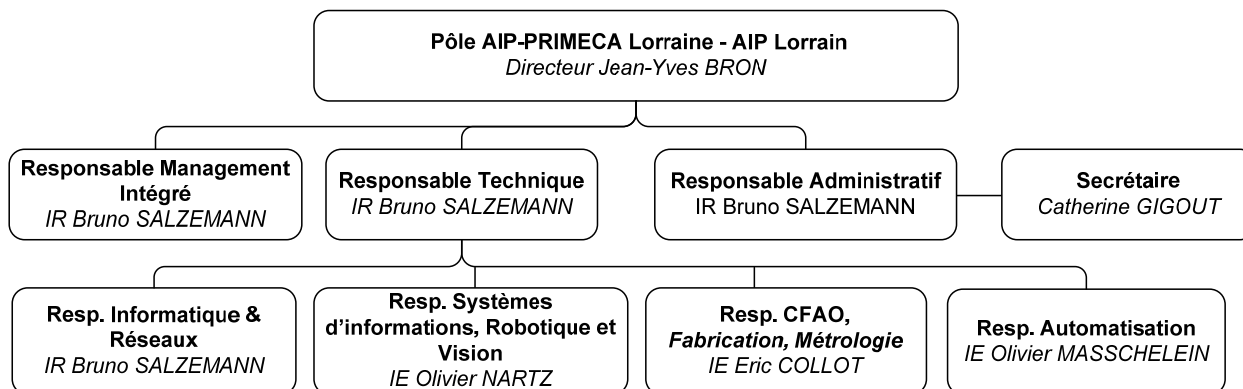 Pôle AIP-PRIMECA Lorraine - AIP Lorrain
Directeur Jean-Yves BRON
Responsable Management
Intégré
IR Bruno SALZEMANN
Responsable Technique
IR Bruno SALZEMANN
Responsable Administratif
IR Bruno SALZEMANN
Secrétaire
Catherine GIGOUT
Resp. Informatique &
Réseaux
IR Bruno SALZEMANN
Resp. Systèmes
d'informations, Robotique et
Vision
IE Olivier NARTZ
Resp. CFAO,
Fabrication, Métrologie
IE Eric COLLOT
Resp. Automatisation
IE Olivier MASSCHELEIN